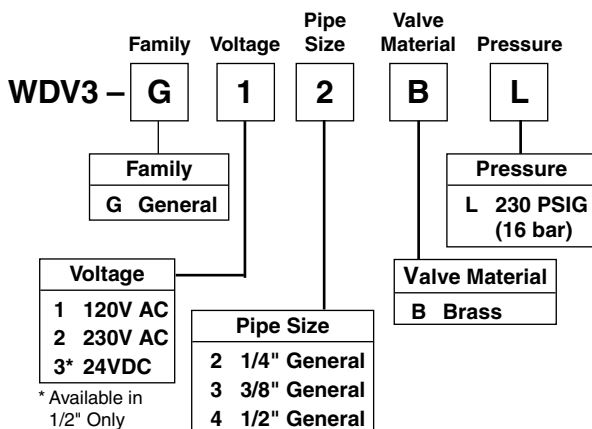 Family Voltage Pipe Size Valve Material Pressure
WDV3 – G 1 2 B L
Family
G General
Pressure
L 230 PSIG
(16 bar)
Voltage
1 120V AC
2 230V AC
3* 24VDC
* Available in
1/2" Only
Pipe Size
2 1/4" General
3 3/8" General
4 1/2" General
Valve Material
B Brass